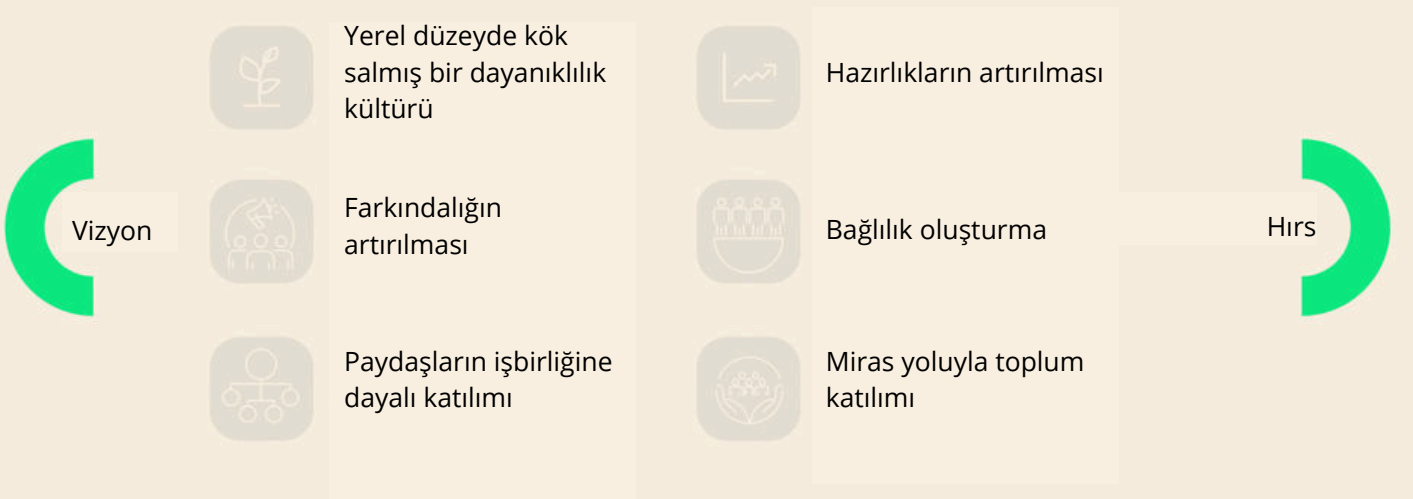 Vizyon
Yerel düzeyde kök
salmış bir dayanıklılık
kültürü
Farkındalığın
artırılması
Paydaşların işbirliğine
dayalı katılımı
Hazırlıkların artırılması
Bağlılık oluşturma
Miras yoluyla toplum
katılımı
Hırs